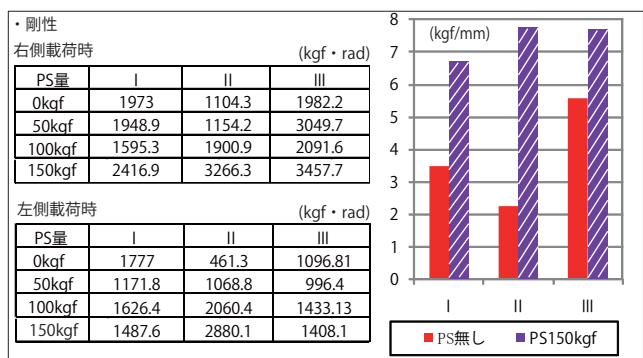 ・剛性
右側載荷時 (kgf・rad)
PS量 I II III
0kgf 1973 1104.3 1982.2
50kgf 1948.9 1154.2 3049.7
100kgf 1595.3 1900.9 2091.6
150kgf 2416.9 3266.3 3457.7
左側載荷時 (kgf・rad)
PS量 I II III
0kgf 1777 461.3 1096.81
50kgf 1171.8 1068.8 996.4
100kgf 1626.4 2060.4 1433.13
150kgf 1487.6 2880.1 1408.1
(kgf/mm)
8
7
6
5
4
3
2
1
0
I II III
PS無し PS150kgf